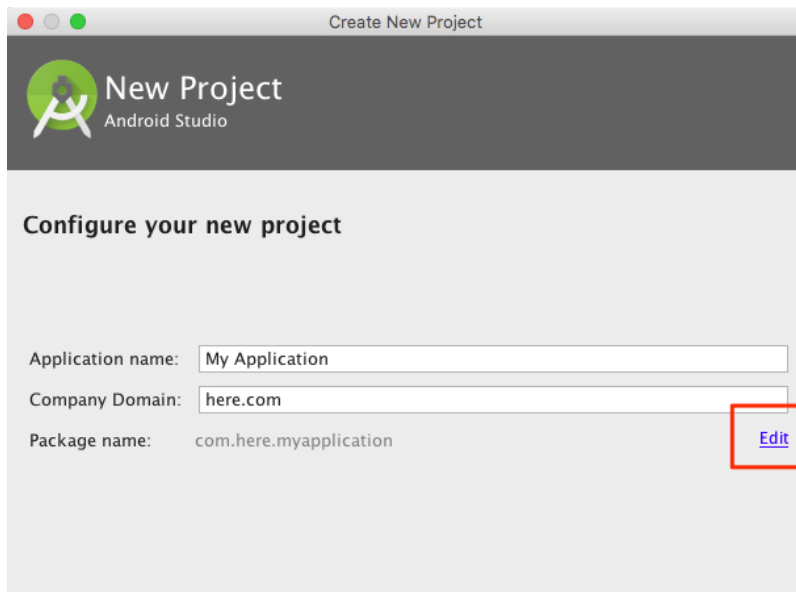 Create New Project
New Project
Android Studio
Configure your new project
Application name: My Application
Company Domain: here.com
Package name: com.here.myapplication Edit